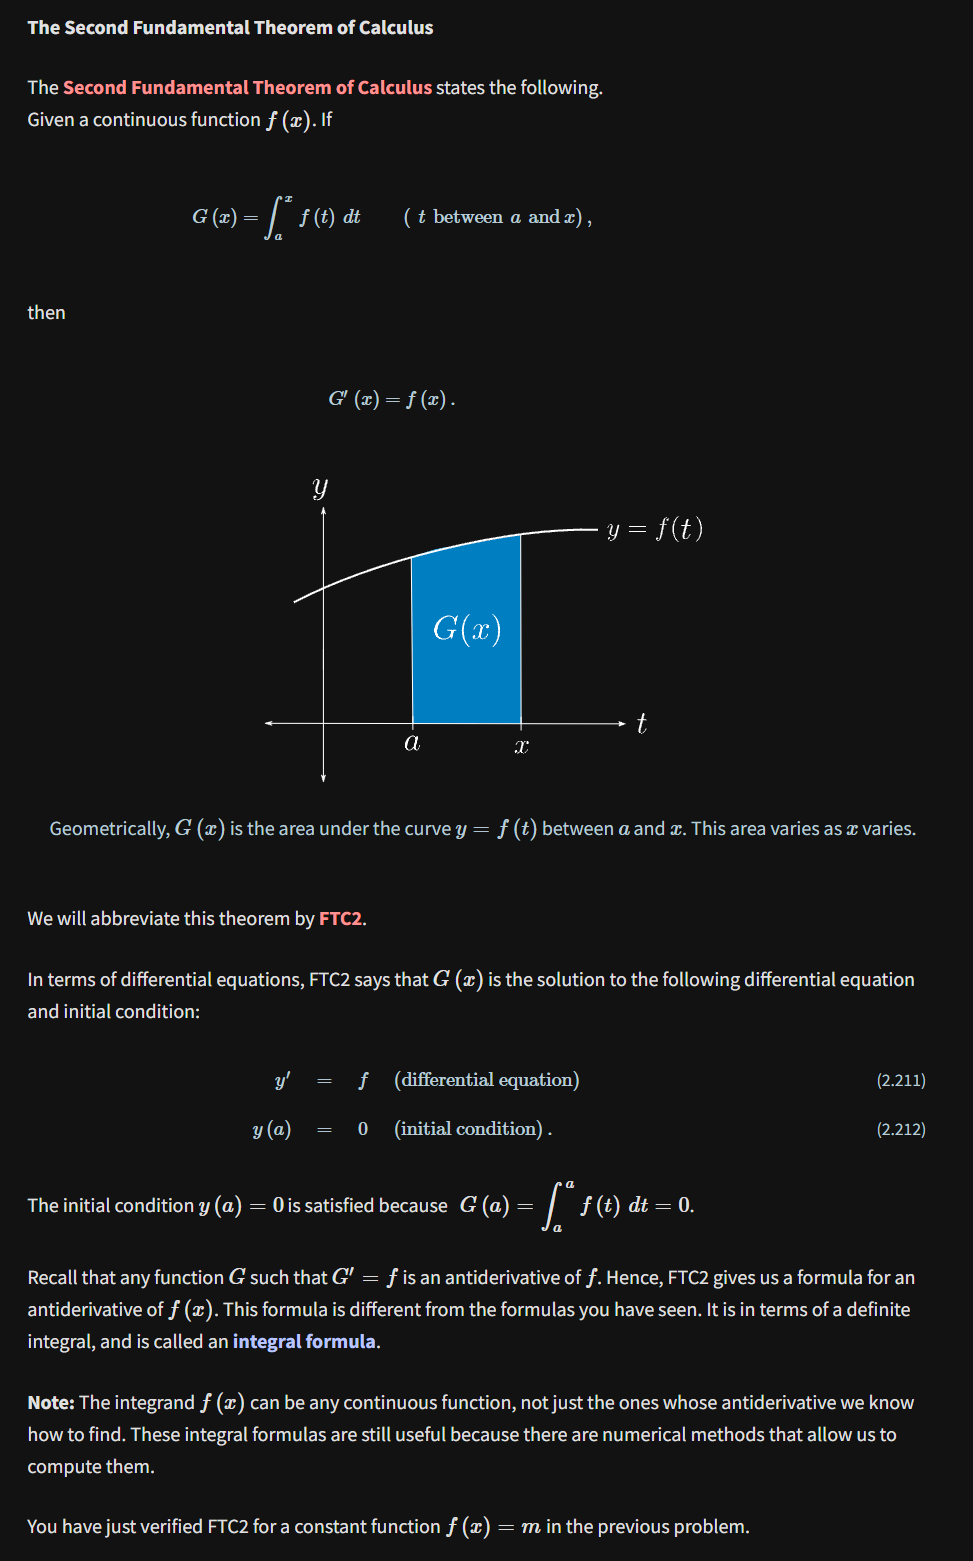 The Second Fundamental Theorem of Calculus
The Second Fundamental Theorem of Calculus states the following.
Given a continuous function f (x). If
G (x) = ∫ₐˣ f (t) dt ( t between a and x) ,
then
G′ (x) = f (x) .
y
y = f(t)
G(x)
t
a
x
Geometrically, G (x) is the area under the curve y = f (t) between a and x. This area varies as x varies.
We will abbreviate this theorem by FTC2.
In terms of differential equations, FTC2 says that G (x) is the solution to the following differential equation
and initial condition:
y′ = f (differential equation) (2.211)
y (a) = 0 (initial condition) . (2.212)
The initial condition y (a) = 0 is satisfied because G (a) = ∫ₐᵃ f (t) dt = 0.
Recall that any function G such that G′ = f is an antiderivative of f. Hence, FTC2 gives us a formula for an
antiderivative of f (x). This formula is different from the formulas you have seen. It is in terms of a definite
integral, and is called an integral formula.
Note: The integrand f (x) can be any continuous function, not just the ones whose antiderivative we know
how to find. These integral formulas are still useful because there are numerical methods that allow us to
compute them.
You have just verified FTC2 for a constant function f (x) = m in the previous problem.